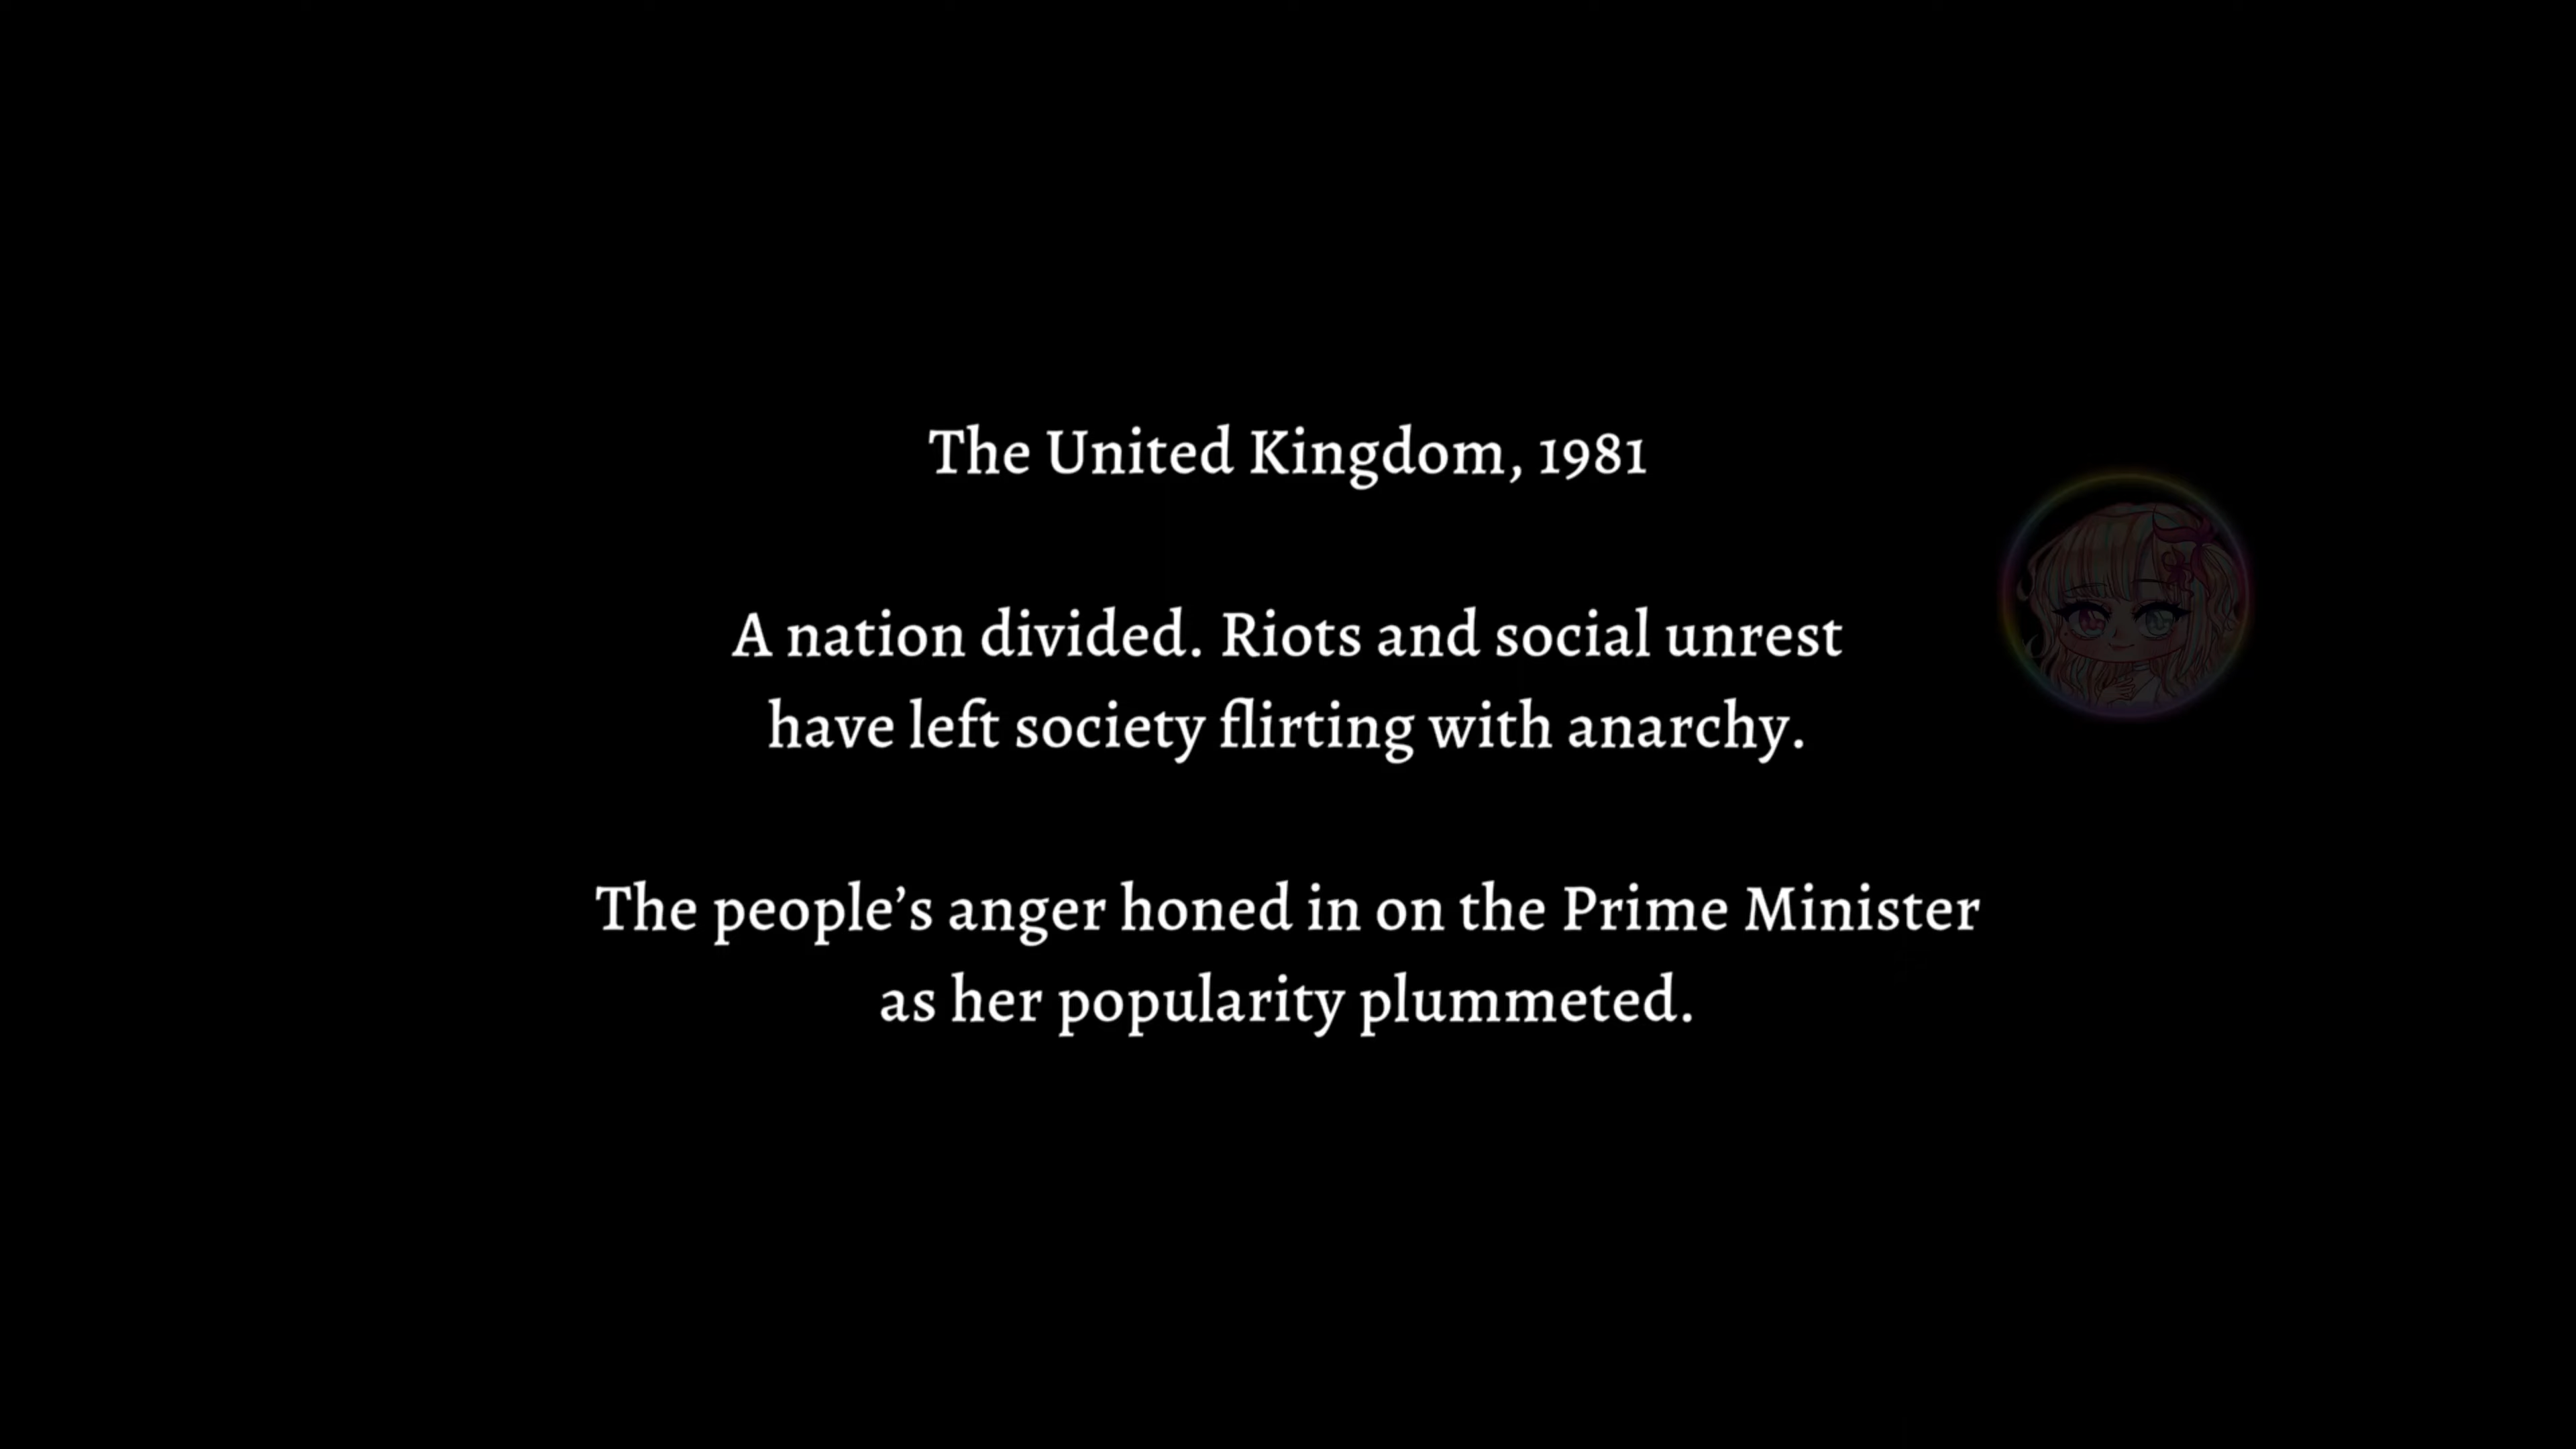 The United Kingdom, 1981
A nation divided. Riots and social unrest
have left society flirting with anarchy.
The people’s anger honed in on the Prime Minister
as her popularity plummeted.